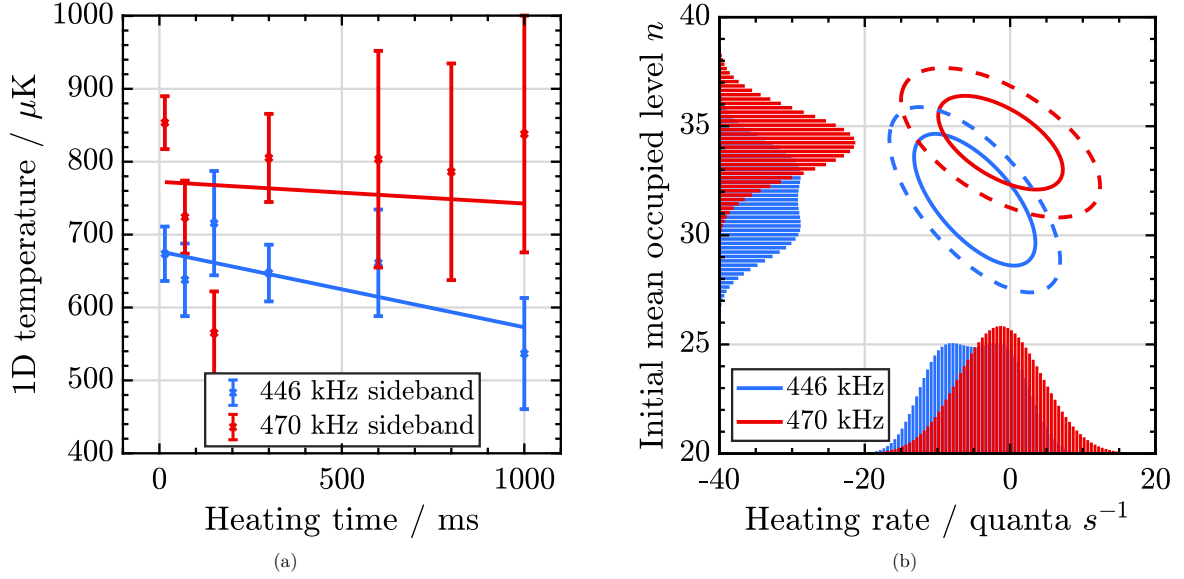 1000
900
800
700
600
500
400
1D temperature / μK
446 kHz sideband
470 kHz sideband
0 500 1000
Heating time / ms
(a)
40
35
30
25
20
Initial mean occupied level n
446 kHz
470 kHz
-40 -20 0 20
Heating rate / quanta s⁻¹
(b)